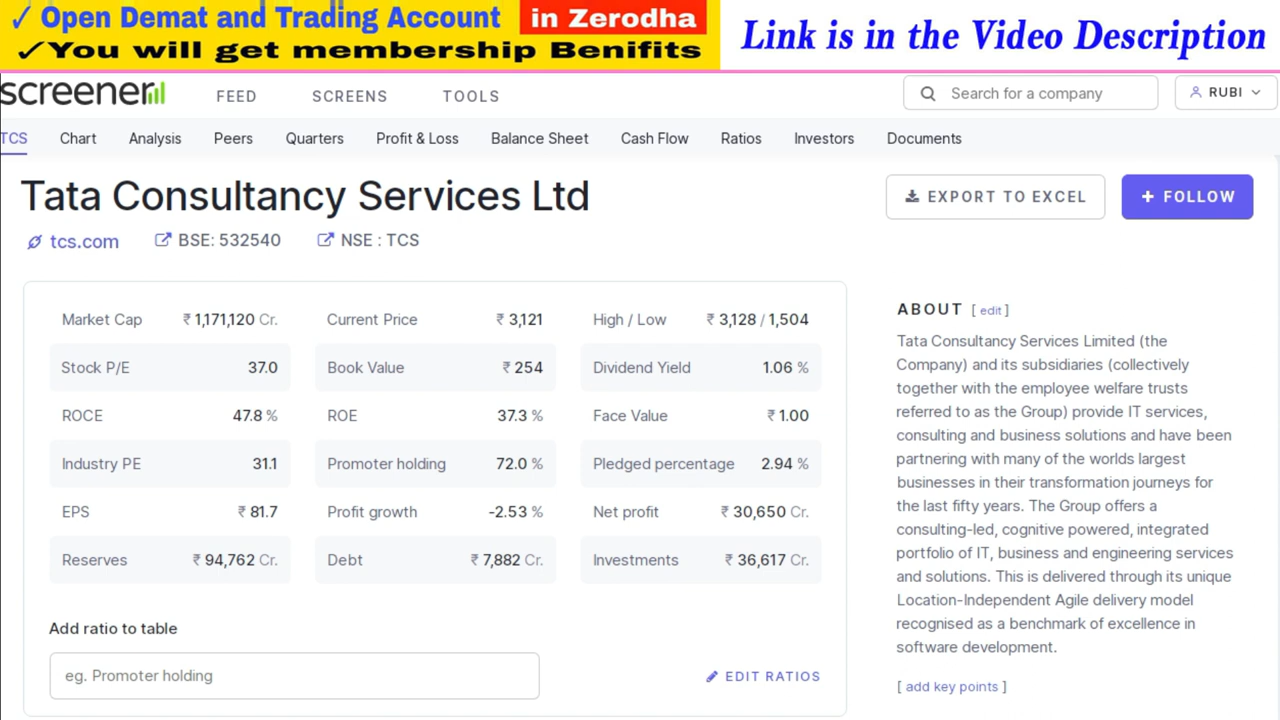 ✓ Open Demat and Trading Account in Zerodha
✓You will get membership Benifits
Link is in the Video Description
screener
FEED SCREENS TOOLS
Search for a company
RUBI
TCS Chart Analysis Peers Quarters Profit & Loss Balance Sheet Cash Flow Ratios Investors Documents
Tata Consultancy Services Ltd
EXPORT TO EXCEL
+ FOLLOW
tcs.com BSE: 532540 NSE : TCS
Market Cap ₹ 1,171,120 Cr. Current Price ₹ 3,121 High / Low ₹ 3,128 / 1,504
Stock P/E 37.0 Book Value ₹ 254 Dividend Yield 1.06 %
ROCE 47.8 % ROE 37.3 % Face Value ₹ 1.00
Industry PE 31.1 Promoter holding 72.0 % Pledged percentage 2.94 %
EPS ₹ 81.7 Profit growth -2.53 % Net profit ₹ 30,650 Cr.
Reserves ₹ 94,762 Cr. Debt ₹ 7,882 Cr. Investments ₹ 36,617 Cr.
Add ratio to table
eg. Promoter holding
EDIT RATIOS
ABOUT [ edit ]
Tata Consultancy Services Limited (the
Company) and its subsidiaries (collectively
together with the employee welfare trusts
referred to as the Group) provide IT services,
consulting and business solutions and have been
partnering with many of the worlds largest
businesses in their transformation journeys for
the last fifty years. The Group offers a
consulting-led, cognitive powered, integrated
portfolio of IT, business and engineering services
and solutions. This is delivered through its unique
Location-Independent Agile delivery model
recognised as a benchmark of excellence in
software development.
[ add key points ]